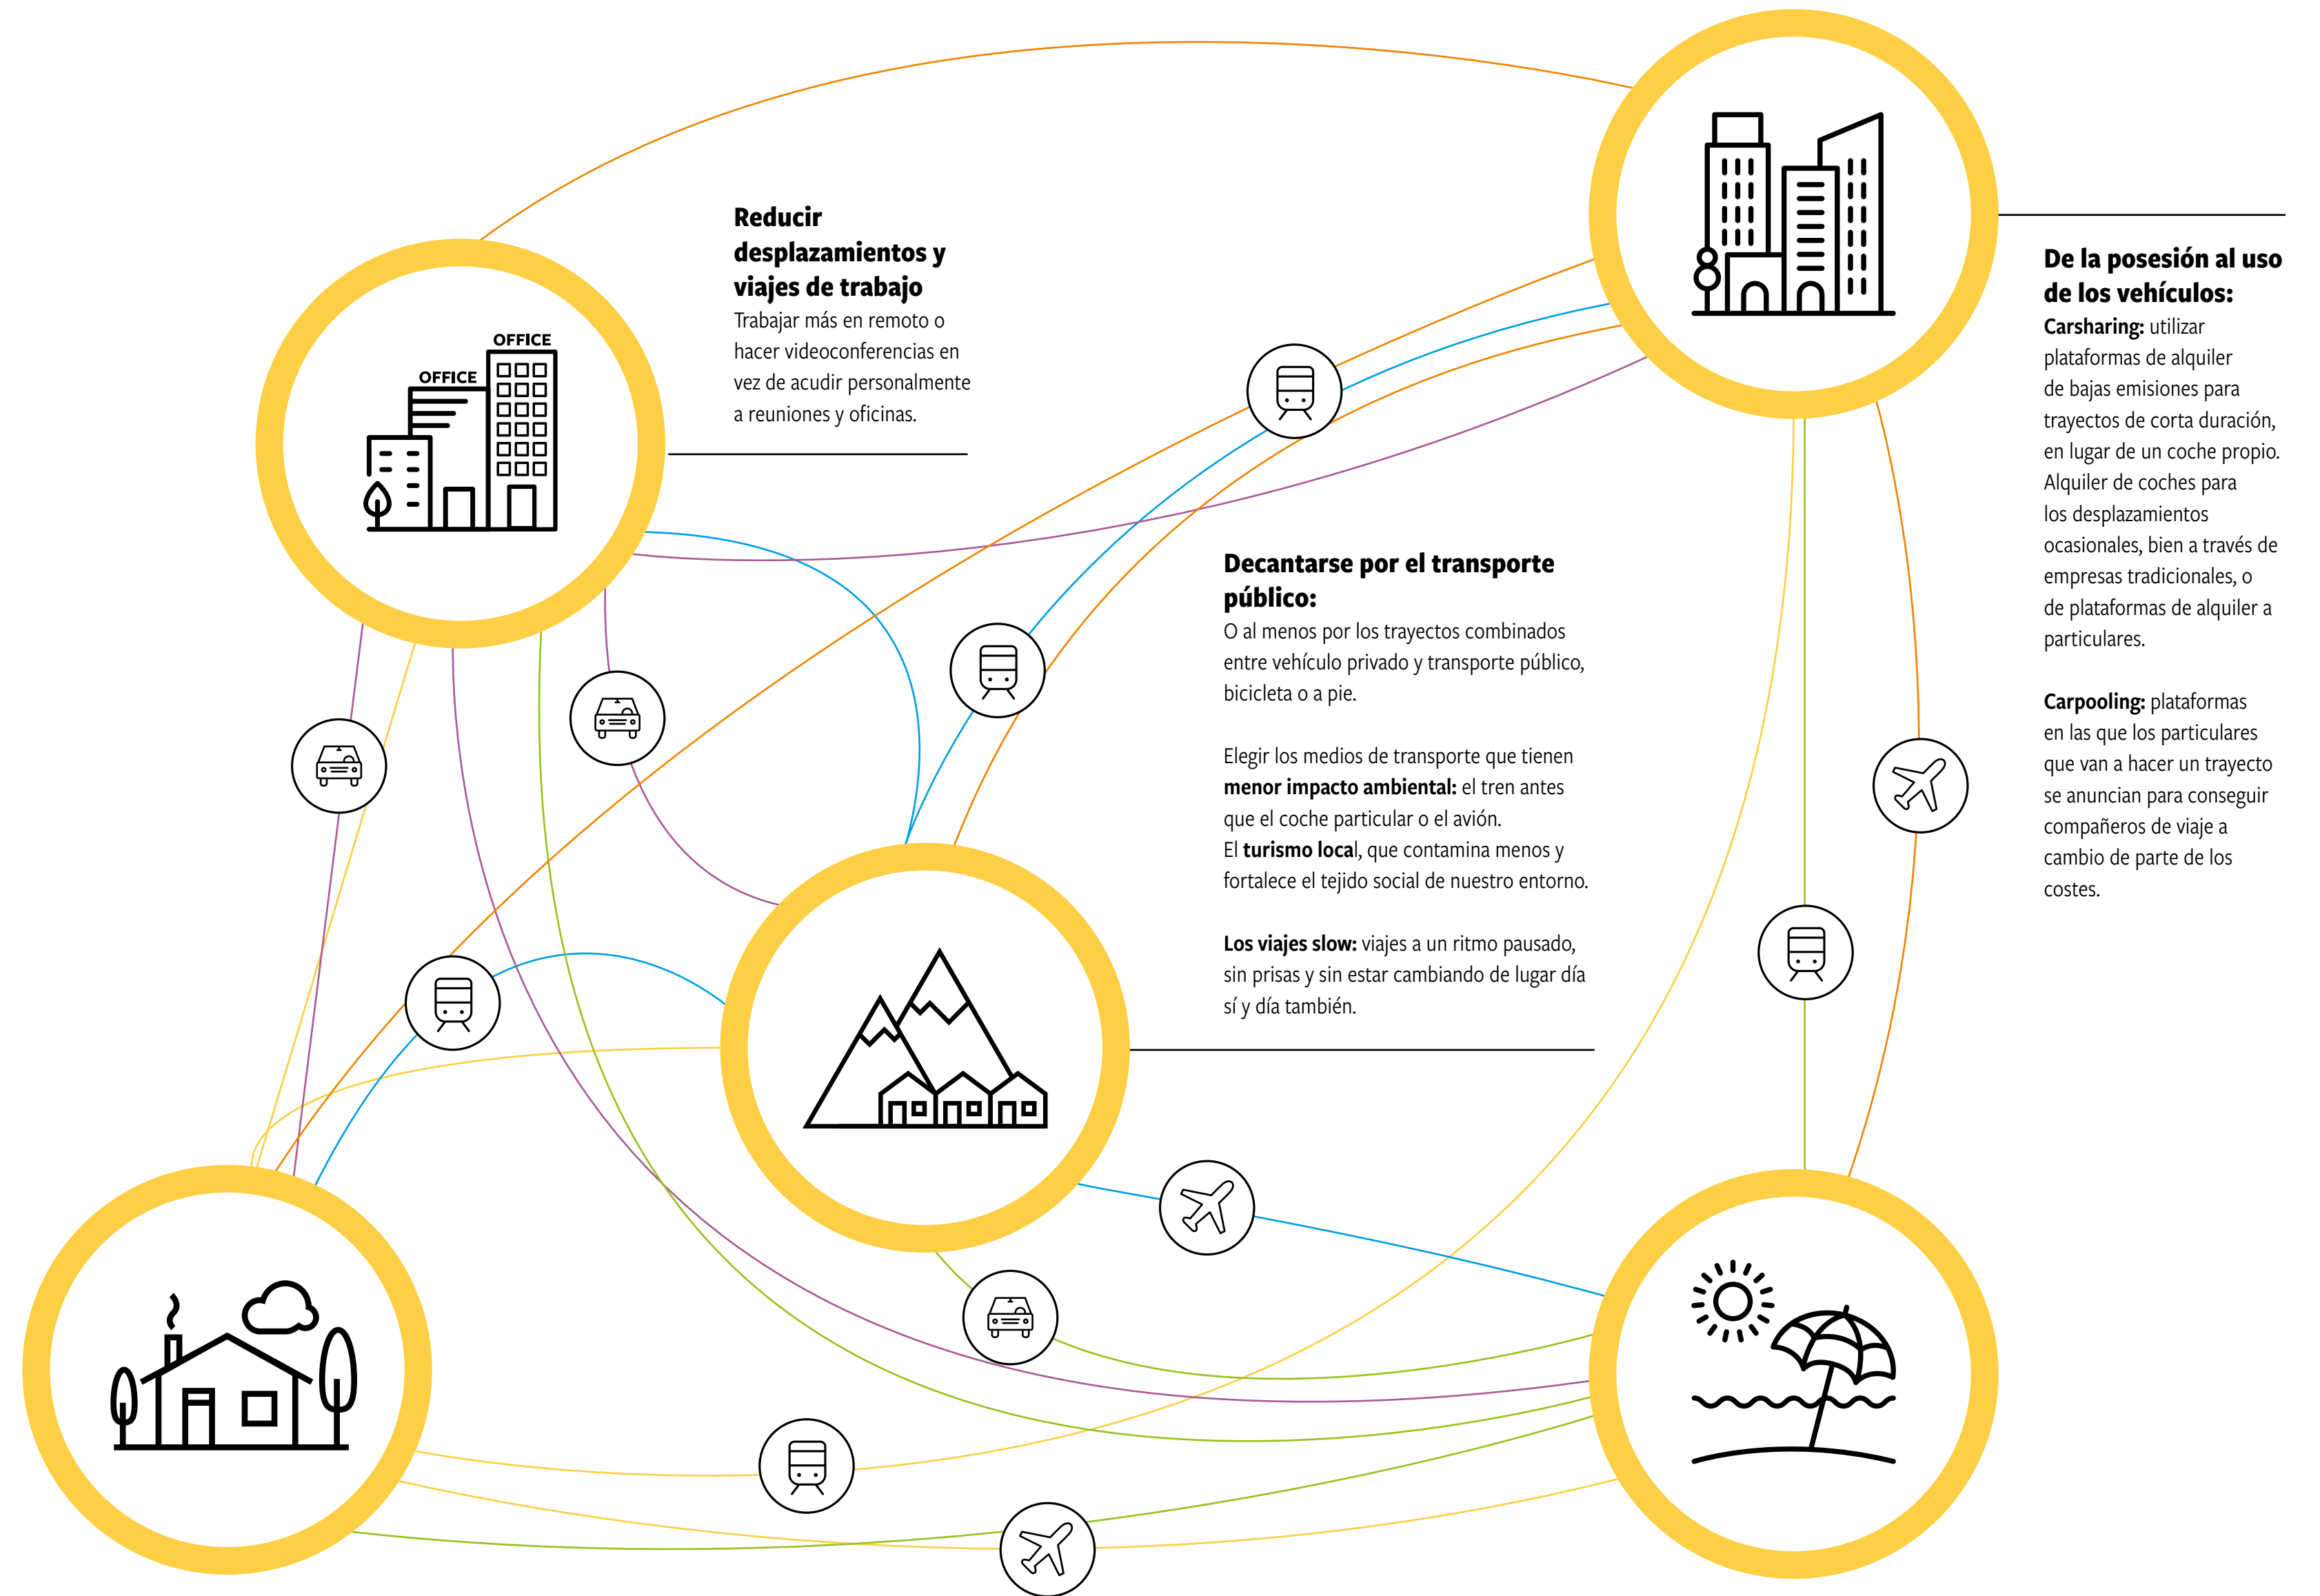 Reducir
desplazamientos y
viajes de trabajo
Trabajar más en remoto o
hacer videoconferencias en
vez de acudir personalmente
a reuniones y oficinas.
OFFICE
OFFICE
De la posesión al uso
de los vehículos:
Carsharing: utilizar
plataformas de alquiler
de bajas emisiones para
trayectos de corta duración,
en lugar de un coche propio.
Alquiler de coches para
los desplazamientos
ocasionales, bien a través de
empresas tradicionales, o
de plataformas de alquiler a
particulares.
Carpooling: plataformas
en las que los particulares
que van a hacer un trayecto
se anuncian para conseguir
compañeros de viaje a
cambio de parte de los
costes.
Decantarse por el transporte
público:
O al menos por los trayectos combinados
entre vehículo privado y transporte público,
bicicleta o a pie.
Elegir los medios de transporte que tienen
menor impacto ambiental: el tren antes
que el coche particular o el avión.
El turismo local, que contamina menos y
fortalece el tejido social de nuestro entorno.
Los viajes slow: viajes a un ritmo pausado,
sin prisas y sin estar cambiando de lugar día
sí y día también.